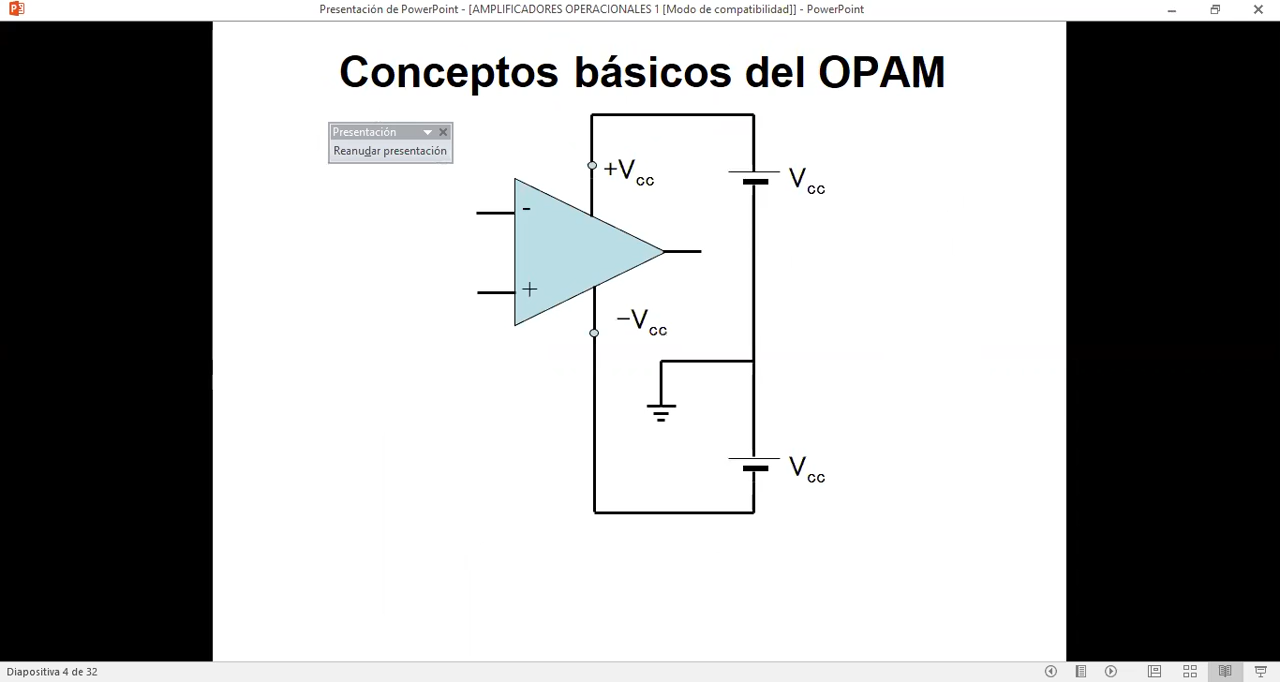 Presentación de PowerPoint - [AMPLIFICADORES OPERACIONALES 1 [Modo de compatibilidad]] - PowerPoint
Conceptos básicos del OPAM
Presentación
Reanudar presentación
+Vcc
Vcc
-
+
−Vcc
Vcc
Diapositiva 4 de 32